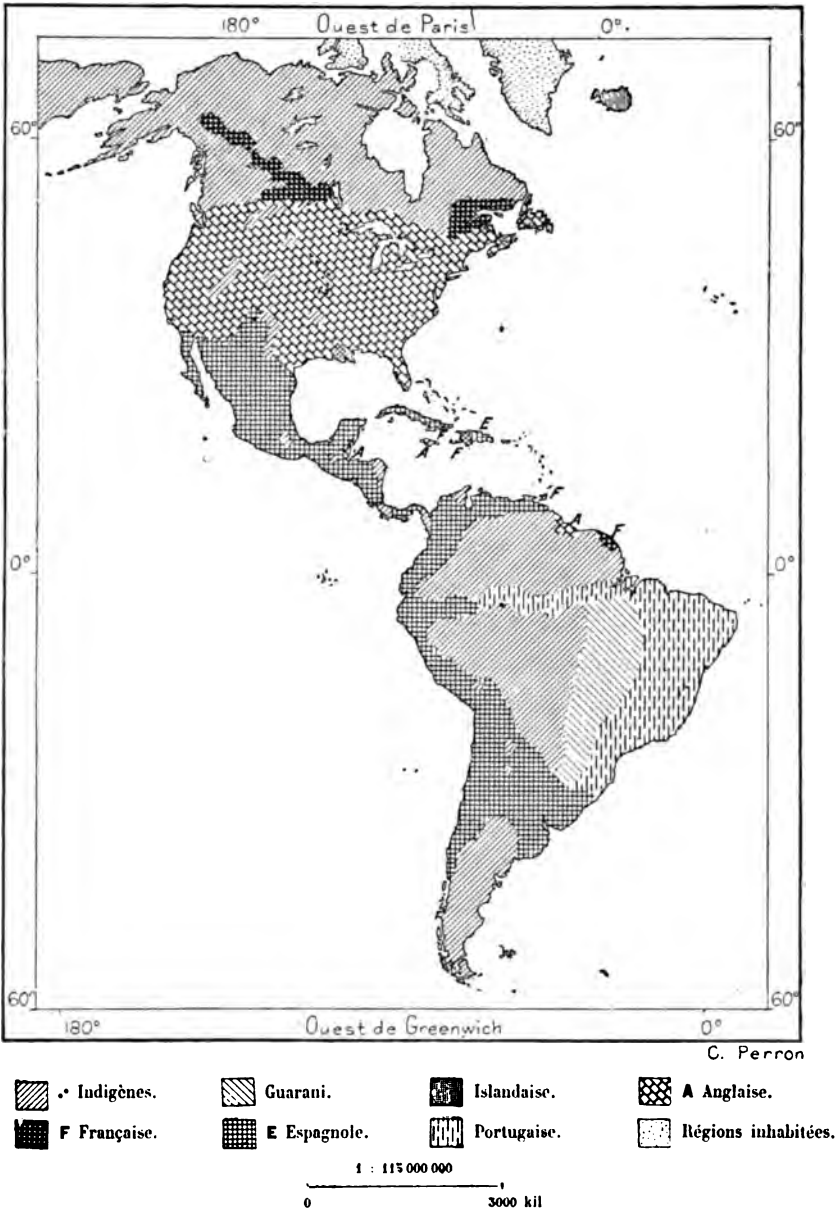 180° Ouest de Paris 0°.
60° 60°
E
A
A F
F
A
F
0° 0°
60° 60°
180° Ouest de Greenwich 0°
C. Perron
Indigènes. Guarani. Islandaise. A Anglaise.
F Française. E Espagnole. Portugaise. Régions inhabitées.
1 : 115 000 000
0 3000 kil